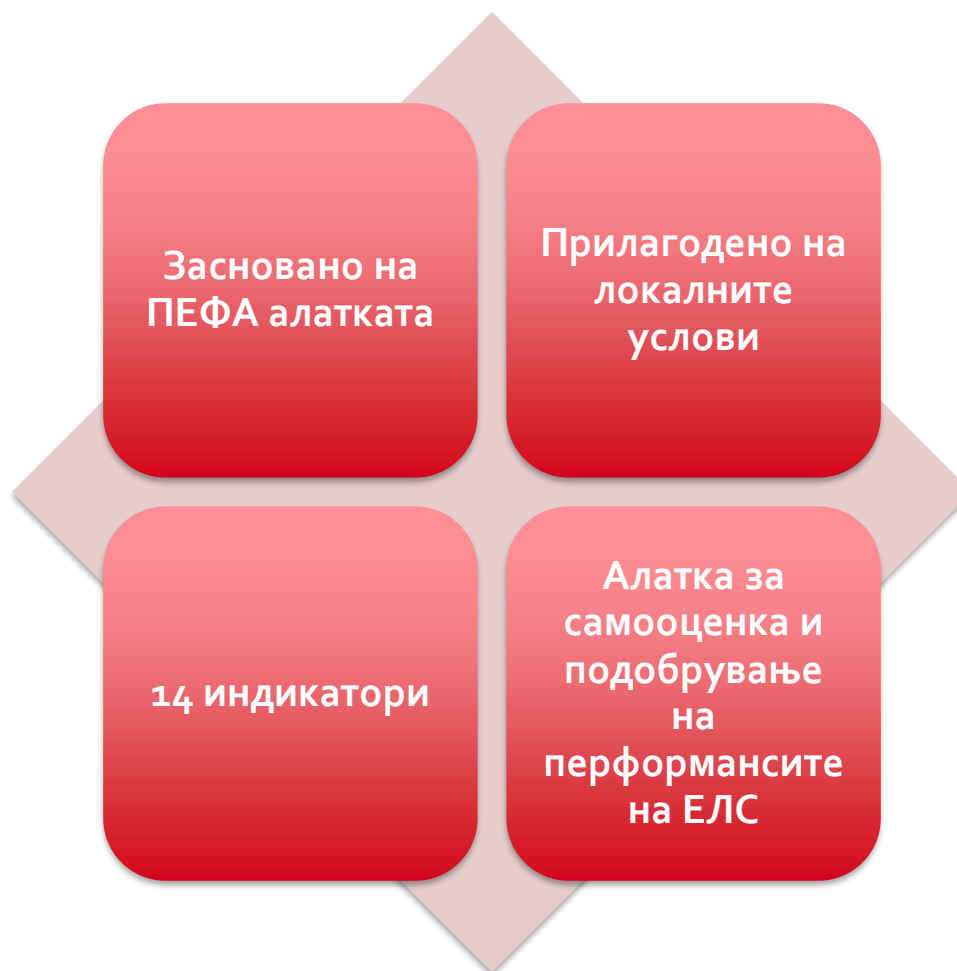 Засновано на
ПЕФА алатката
Прилагодено на
локалните
услови
14 индикатори
Алатка за
самооценка и
подобрување
на
перформансите
на ЕЛС